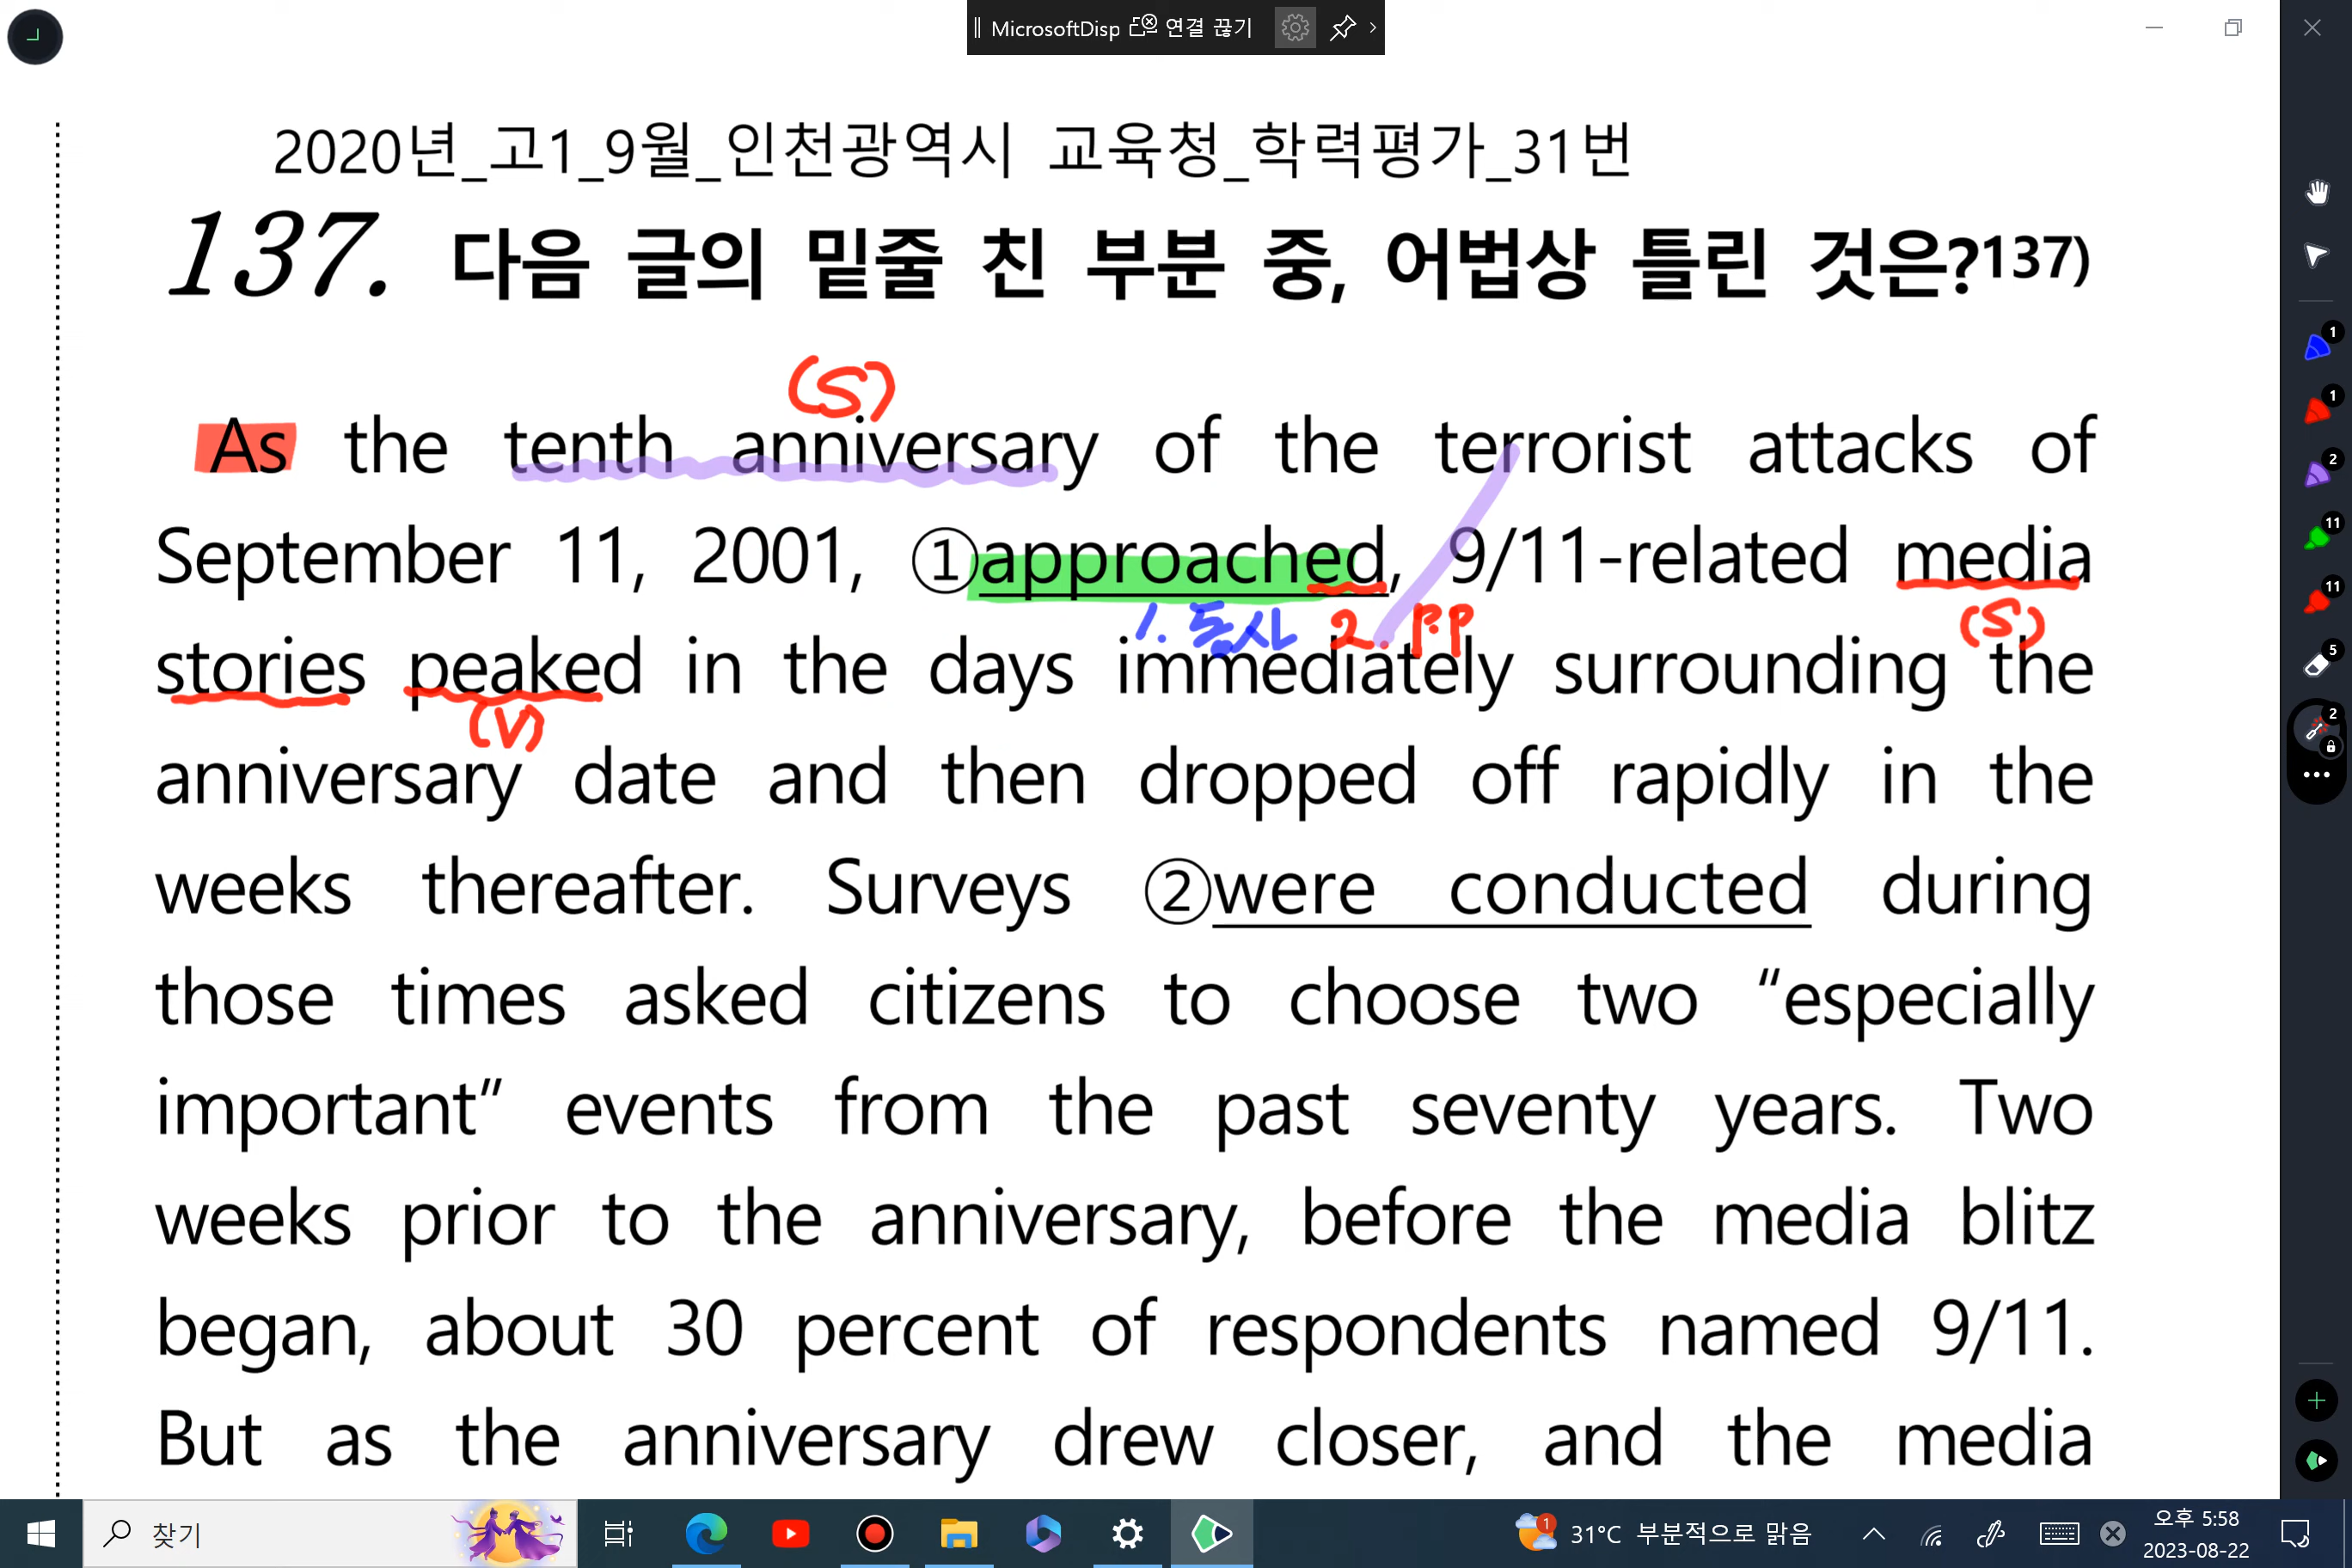 MicrosoftDisp 연결 끊기
2020년_고1_9월_인천광역시 교육청_학력평가_31번
137. 다음 글의 밑줄 친 부분 중, 어법상 틀린 것은?137)
(S)
As the tenth anniversary of the terrorist attacks of
September 11, 2001, ①approached, 9/11-related media
1. 동사 2. p.p (S)
stories peaked in the days immediately surrounding the
(V)
anniversary date and then dropped off rapidly in the
weeks thereafter. Surveys ②were conducted during
those times asked citizens to choose two “especially
important” events from the past seventy years. Two
weeks prior to the anniversary, before the media blitz
began, about 30 percent of respondents named 9/11.
But as the anniversary drew closer, and the media
1
1
2
11
11
5
2
찾기
1
31°C 부분적으로 맑음
오후 5:58
2023-08-22